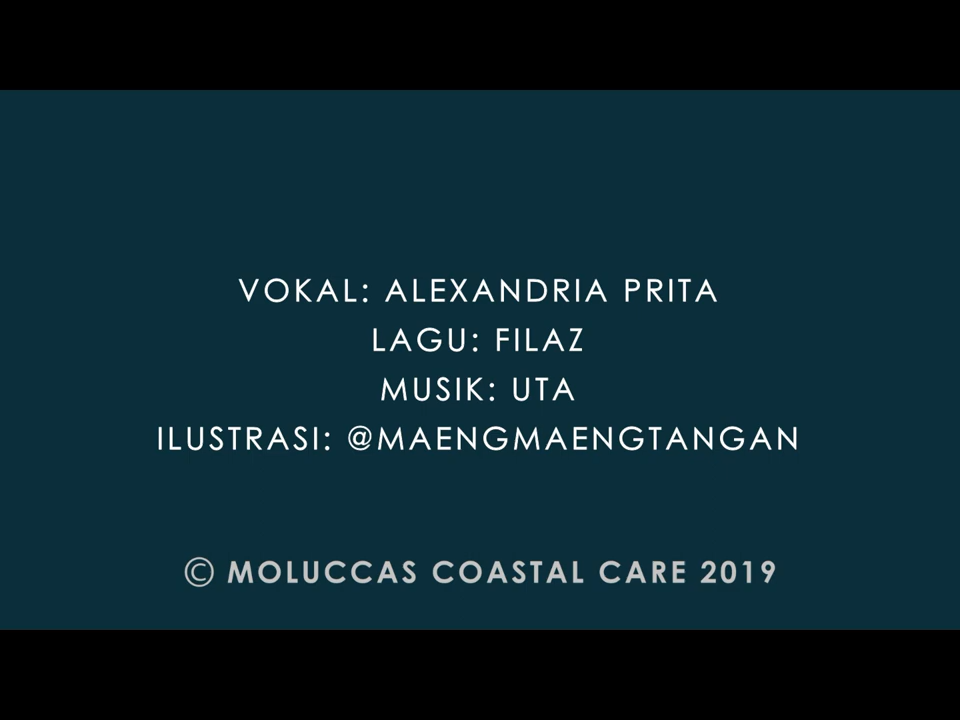 VOKAL: ALEXANDRIA PRITA
LAGU: FILAZ
MUSIK: UTA
ILUSTRASI: @MAENGMAENGTANGAN
© MOLUCCAS COASTAL CARE 2019